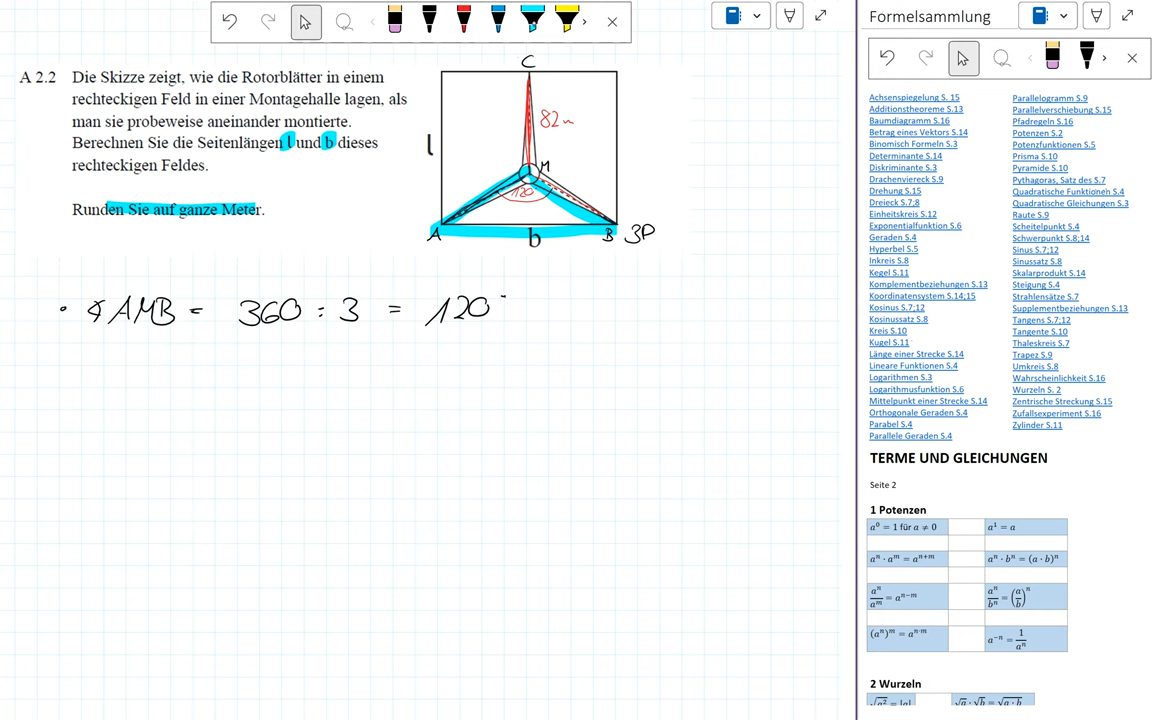 Formelsammlung
A 2.2 Die Skizze zeigt, wie die Rotorblätter in einem
rechteckigen Feld in einer Montagehalle lagen, als
man sie probeweise aneinander montierte.
Berechnen Sie die Seitenlängen l und b dieses
rechteckigen Feldes.
Runden Sie auf ganze Meter.
C
82m
l
M
120
A
b
B
3P
∢ AMB = 360 : 3 = 120°
Achsenspiegelung S. 15
Additionstheoreme S.13
Baumdiagramm S.16
Betrag eines Vektors S.14
Binomisch Formeln S.3
Determinante S.14
Diskriminante S.3
Drachenviereck S.9
Drehung S.15
Dreieck S.7;8
Einheitskreis S.12
Exponentialfunktion S.6
Geraden S.4
Hyperbel S.5
Inkreis S.8
Kegel S.11
Komplementbeziehungen S.13
Koordinatensystem S.14;15
Kosinus S.7;12
Kosinussatz S.8
Kreis S.10
Kugel S.11
Länge einer Strecke S.14
Lineare Funktionen S.4
Logarithmen S.3
Logarithmusfunktion S.6
Mittelpunkt einer Strecke S.14
Orthogonale Geraden S.4
Parabel S.4
Parallele Geraden S.4
Parallelogramm S.9
Parallelverschiebung S.15
Pfadregeln S.16
Potenzen S.2
Potenzfunktionen S.5
Prisma S.10
Pyramide S.10
Pythagoras, Satz des S.7
Quadratische Funktionen S.4
Quadratische Gleichungen S.3
Raute S.9
Scheitelpunkt S.4
Schwerpunkt S.8;14
Sinus S.7;12
Sinussatz S.8
Skalarprodukt S.14
Steigung S.4
Strahlensätze S.7
Supplementbeziehungen S.13
Tangens S.7;12
Tangente S.10
Thaleskreis S.7
Trapez S.9
Umkreis S.8
Wahrscheinlichkeit S.16
Wurzeln S. 2
Zentrische Streckung S.15
Zufallsexperiment S.16
Zylinder S.11
TERME UND GLEICHUNGEN
Seite 2
1 Potenzen
a⁰ = 1 für a ≠ 0 a¹ = a
aⁿ · aᵐ = aⁿ⁺ᵐ aⁿ · bⁿ = (a · b)ⁿ
aⁿ/aᵐ = aⁿ⁻ᵐ aⁿ/bⁿ = (a/b)ⁿ
(aⁿ)ᵐ = aⁿ·ᵐ a⁻ⁿ = 1/aⁿ
2 Wurzeln
√a² = |a| √a · √b = √a · b